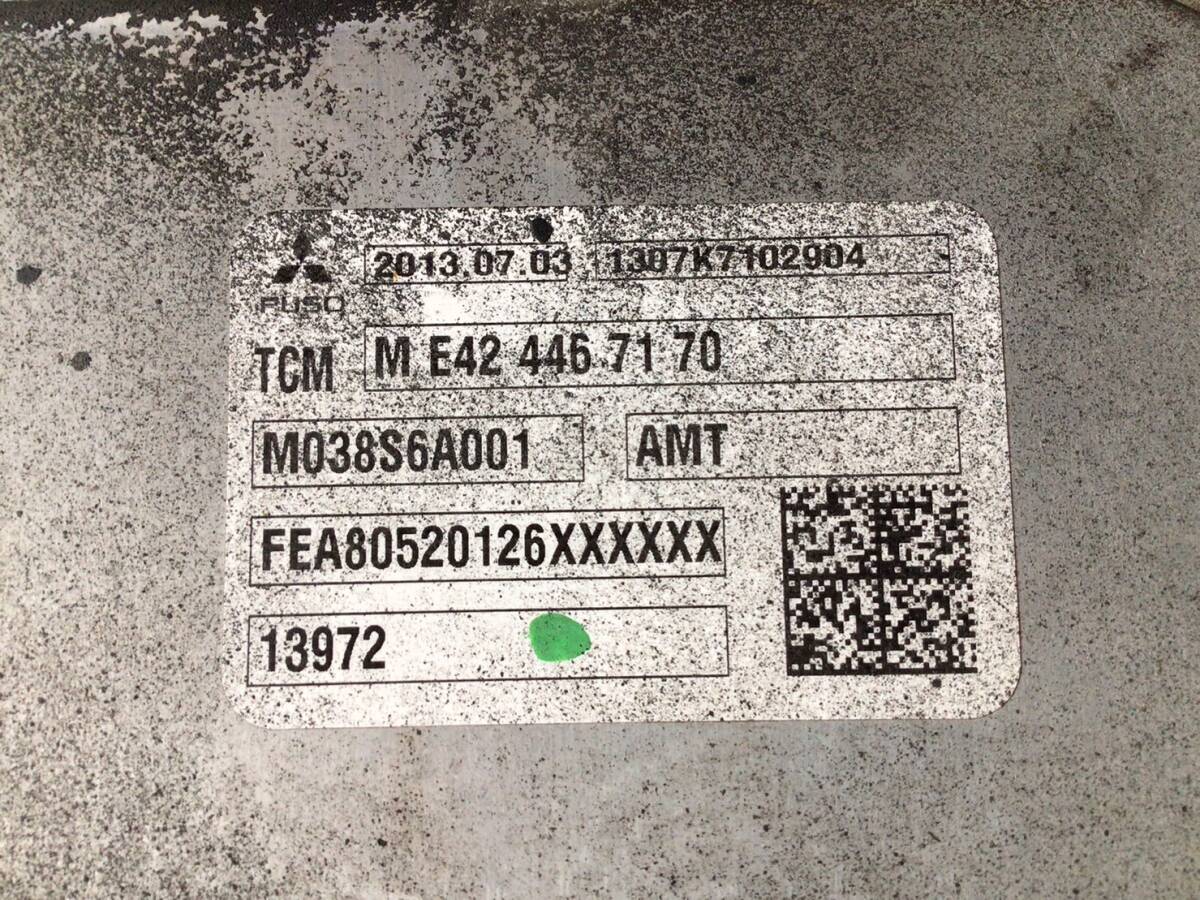 2013.07.03 1307K7102904
FUSO
TCM M E42 446 71 70
M038S6A001 AMT
FEA80520126XXXXXX
13972